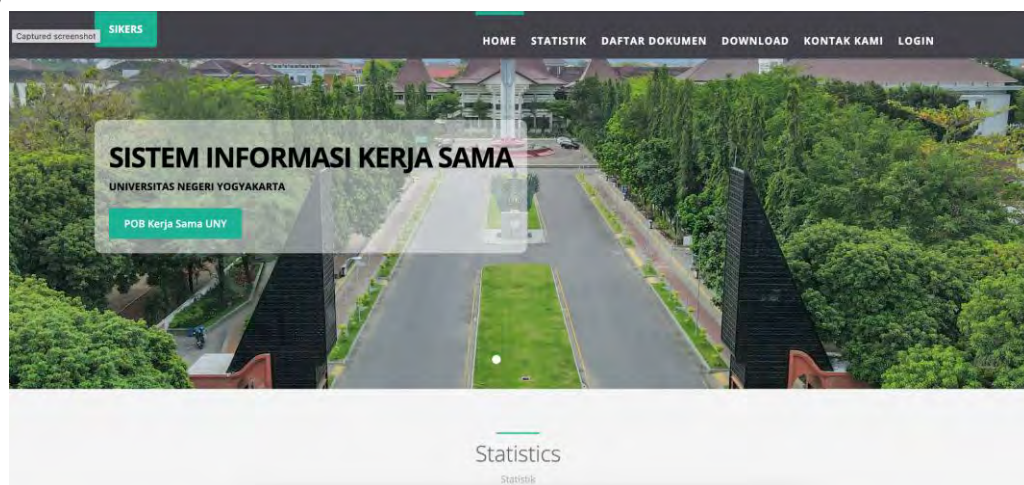 Captured screenshot
SIKERS
HOME STATISTIK DAFTAR DOKUMEN DOWNLOAD KONTAK KAMI LOGIN
SISTEM INFORMASI KERJA SAMA
UNIVERSITAS NEGERI YOGYAKARTA
POB Kerja Sama UNY
Statistics
Statistik